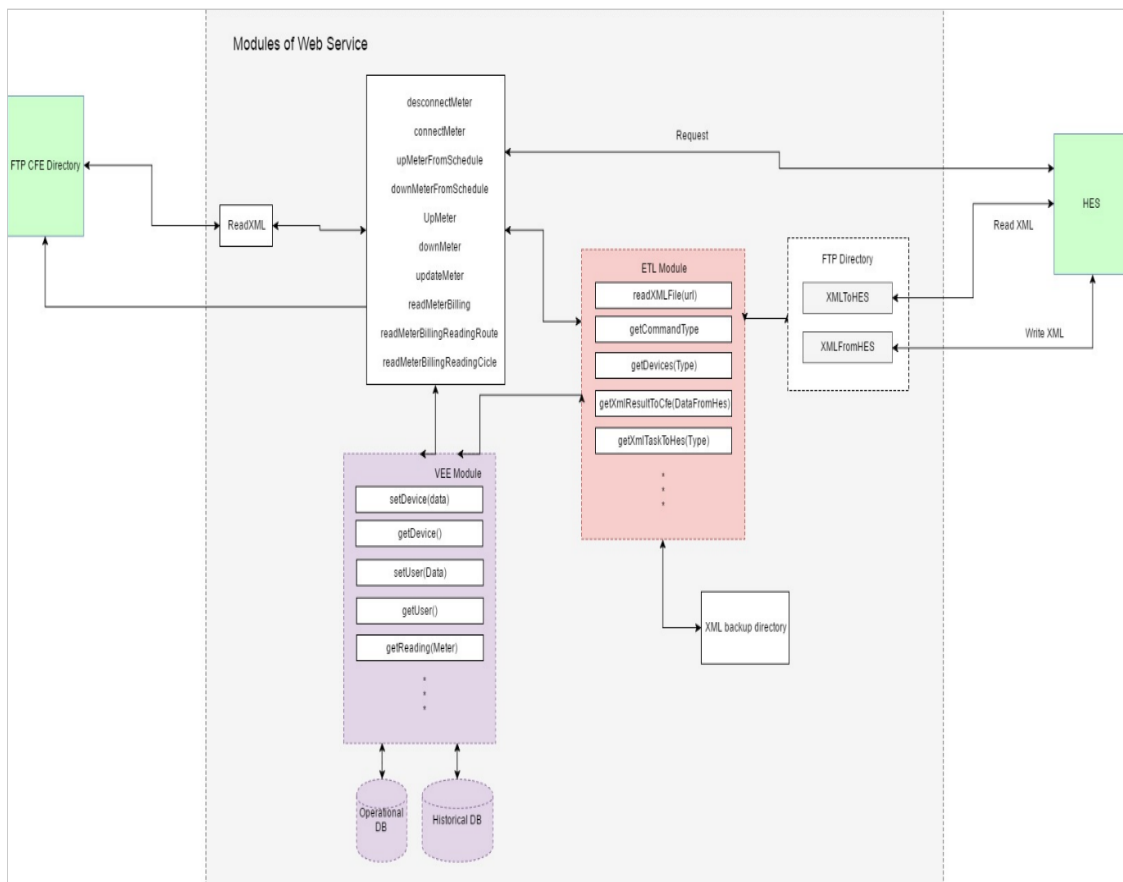 Modules of Web Service
FTP CFE Directory
ReadXML
desconnectMeter
connectMeter
upMeterFromSchedule
downMeterFromSchedule
UpMeter
downMeter
updateMeter
readMeterBilling
readMeterBillingReadingRoute
readMeterBillingReadingCicle
Request
HES
Read XML
Write XML
ETL Module
readXMLFile(url)
getCommandType
getDevices(Type)
getXmlResultToCfe(DataFromHes)
getXmlTaskToHes(Type)
FTP Directory
XMLToHES
XMLFromHES
VEE Module
setDevice(data)
getDevice()
setUser(Data)
getUser()
getReading(Meter)
XML backup directory
Operational
DB
Historical DB